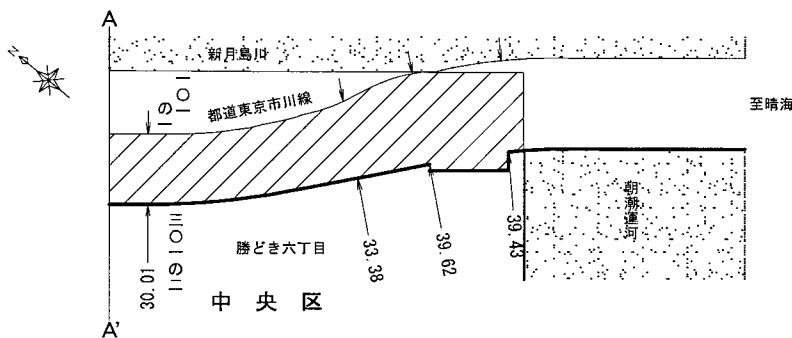 A
N
新月島川
一〇一の一
都道東京市川線
至晴海
朝潮運河
30.01
三〇一の二
勝どき六丁目
33.38
39.62
39.43
中央区
A'